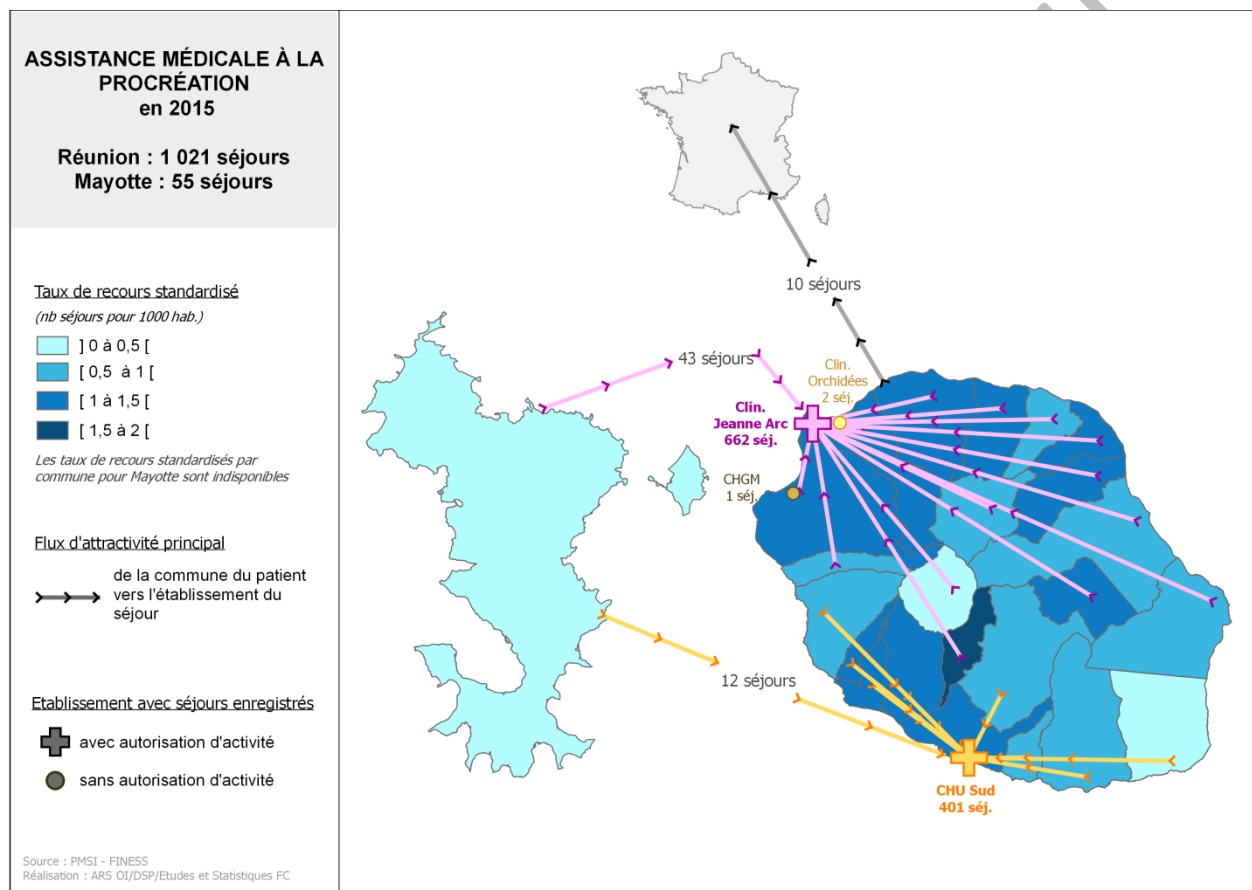 ASSISTANCE MÉDICALE À LA
PROCRÉATION
en 2015
Réunion : 1 021 séjours
Mayotte : 55 séjours
Taux de recours standardisé
(nb séjours pour 1000 hab.)
] 0 à 0,5 [
[ 0,5 à 1 [
[ 1 à 1,5 [
[ 1,5 à 2 [
Les taux de recours standardisés par
commune pour Mayotte sont indisponibles
Flux d'attractivité principal
de la commune du patient
vers l'établissement du
séjour
Etablissement avec séjours enregistrés
avec autorisation d'activité
sans autorisation d'activité
Source : PMSI - FINESS
Réalisation : ARS OI/DSP/Etudes et Statistiques FC
10 séjours
43 séjours
Clin.
Orchidées
2 séj.
Clin.
Jeanne Arc
662 séj.
CHGM
1 séj.
12 séjours
CHU Sud
401 séj.